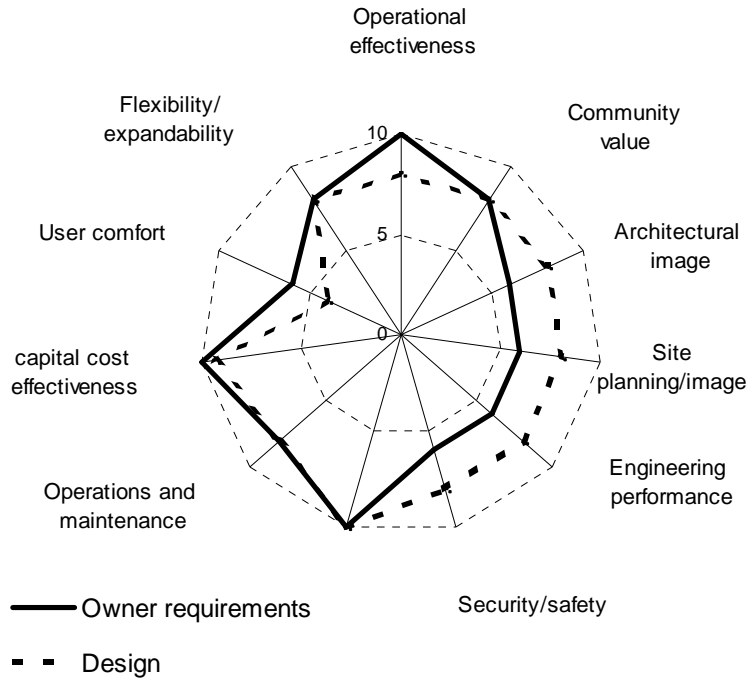 Operational
effectiveness
Flexibility/
expandability
Community
value
10
User comfort
5
Architectural
image
0
capital cost
effectiveness
Site
planning/image
Operations and
maintenance
Engineering
performance
Owner requirements
Security/safety
Design